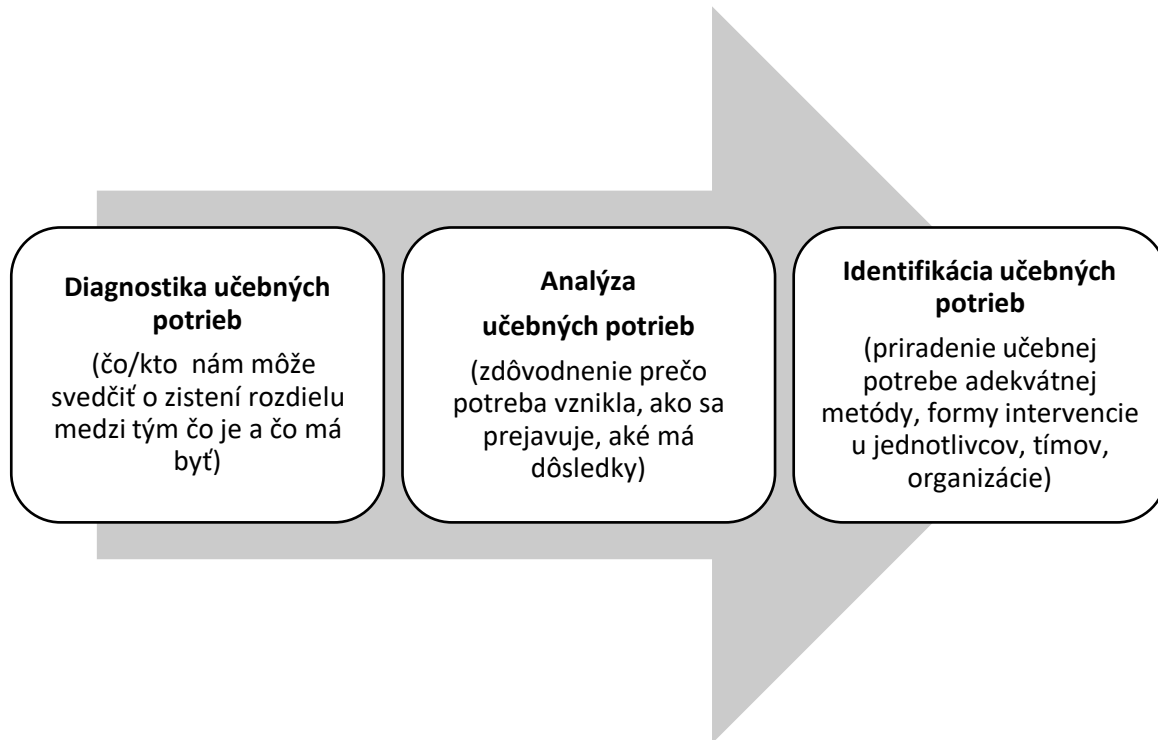 Diagnostika učebných
potrieb
(čo/kto  nám môže
svedčiť o zistení rozdielu
medzi tým čo je a čo má
byť)
Analýza
učebných potrieb
(zdôvodnenie prečo
potreba vznikla, ako sa
prejavuje, aké má
dôsledky)
Identifikácia učebných
potrieb
(priradenie učebnej
potrebe adekvátnej
metódy, formy intervencie
u jednotlivcov, tímov,
organizácie)